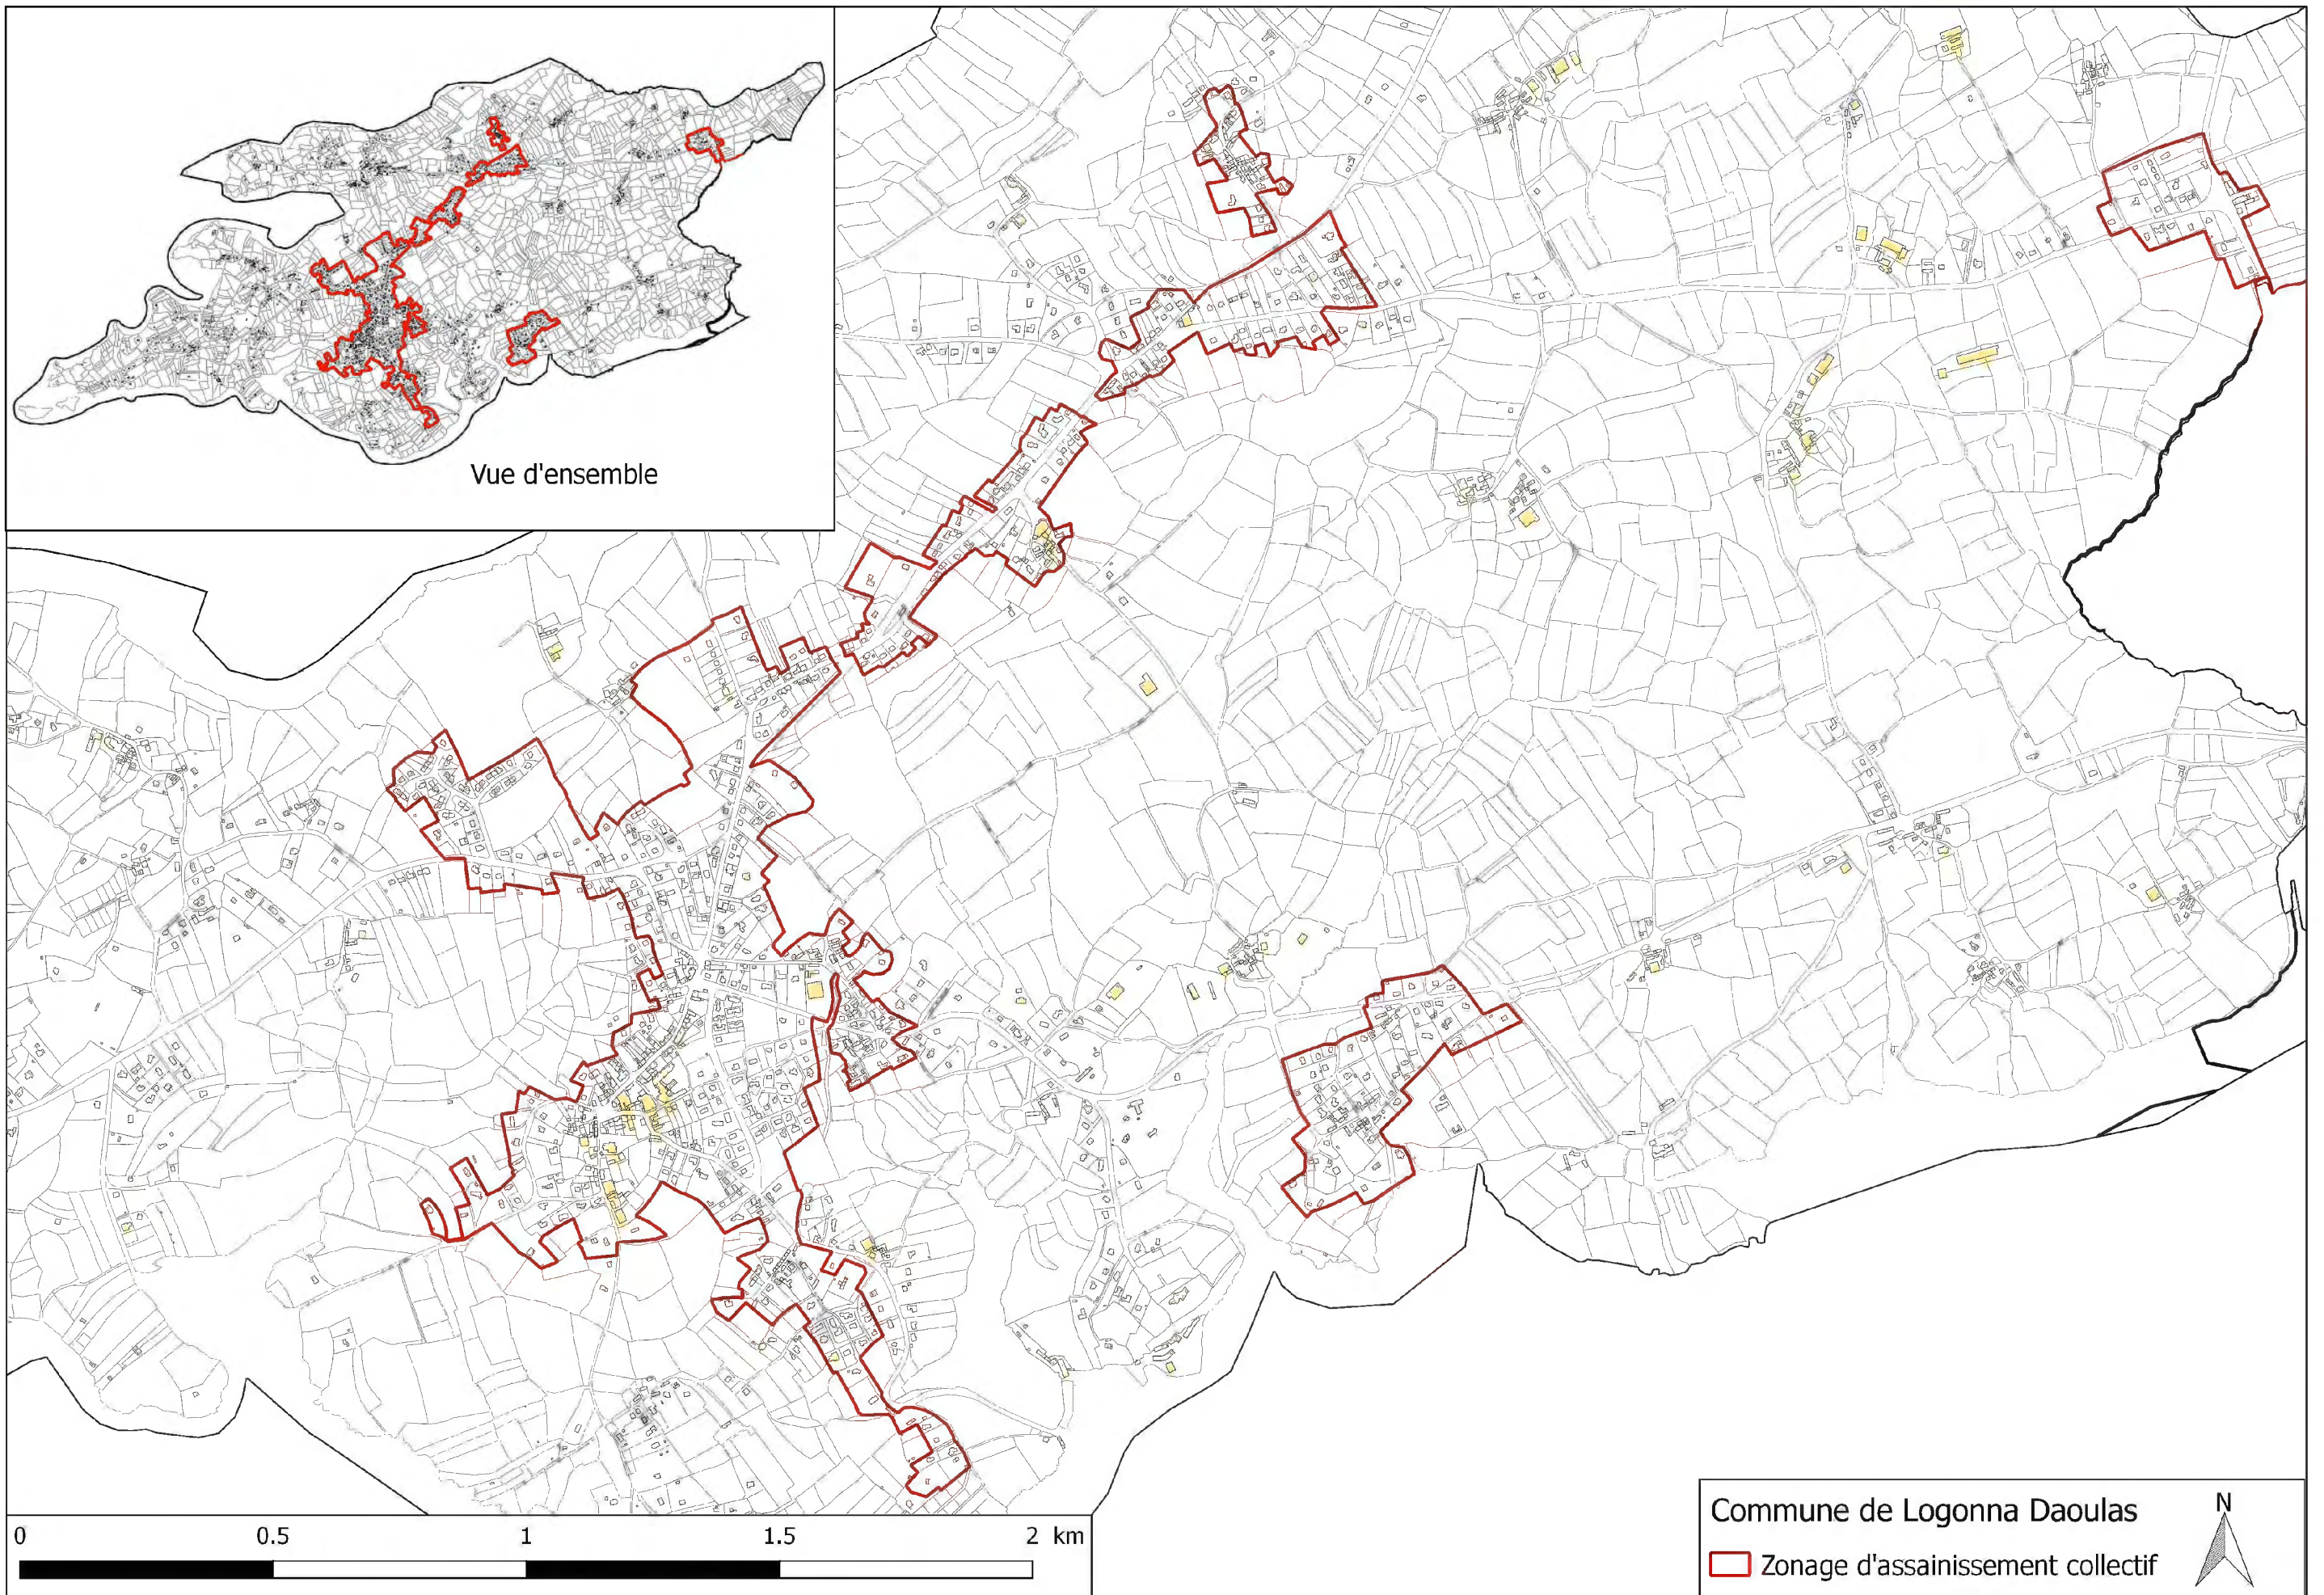 Vue d'ensemble
0 0.5 1 1.5 2 km
Commune de Logonna Daoulas
N
Zonage d'assainissement collectif